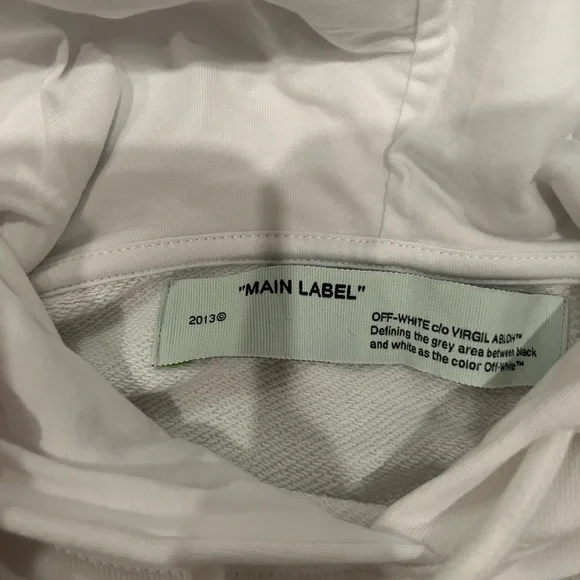 "MAIN LABEL"
2013©
OFF-WHITE c/o VIRGIL ABLOH™
Defining the grey area between black
and white as the color Off-White™